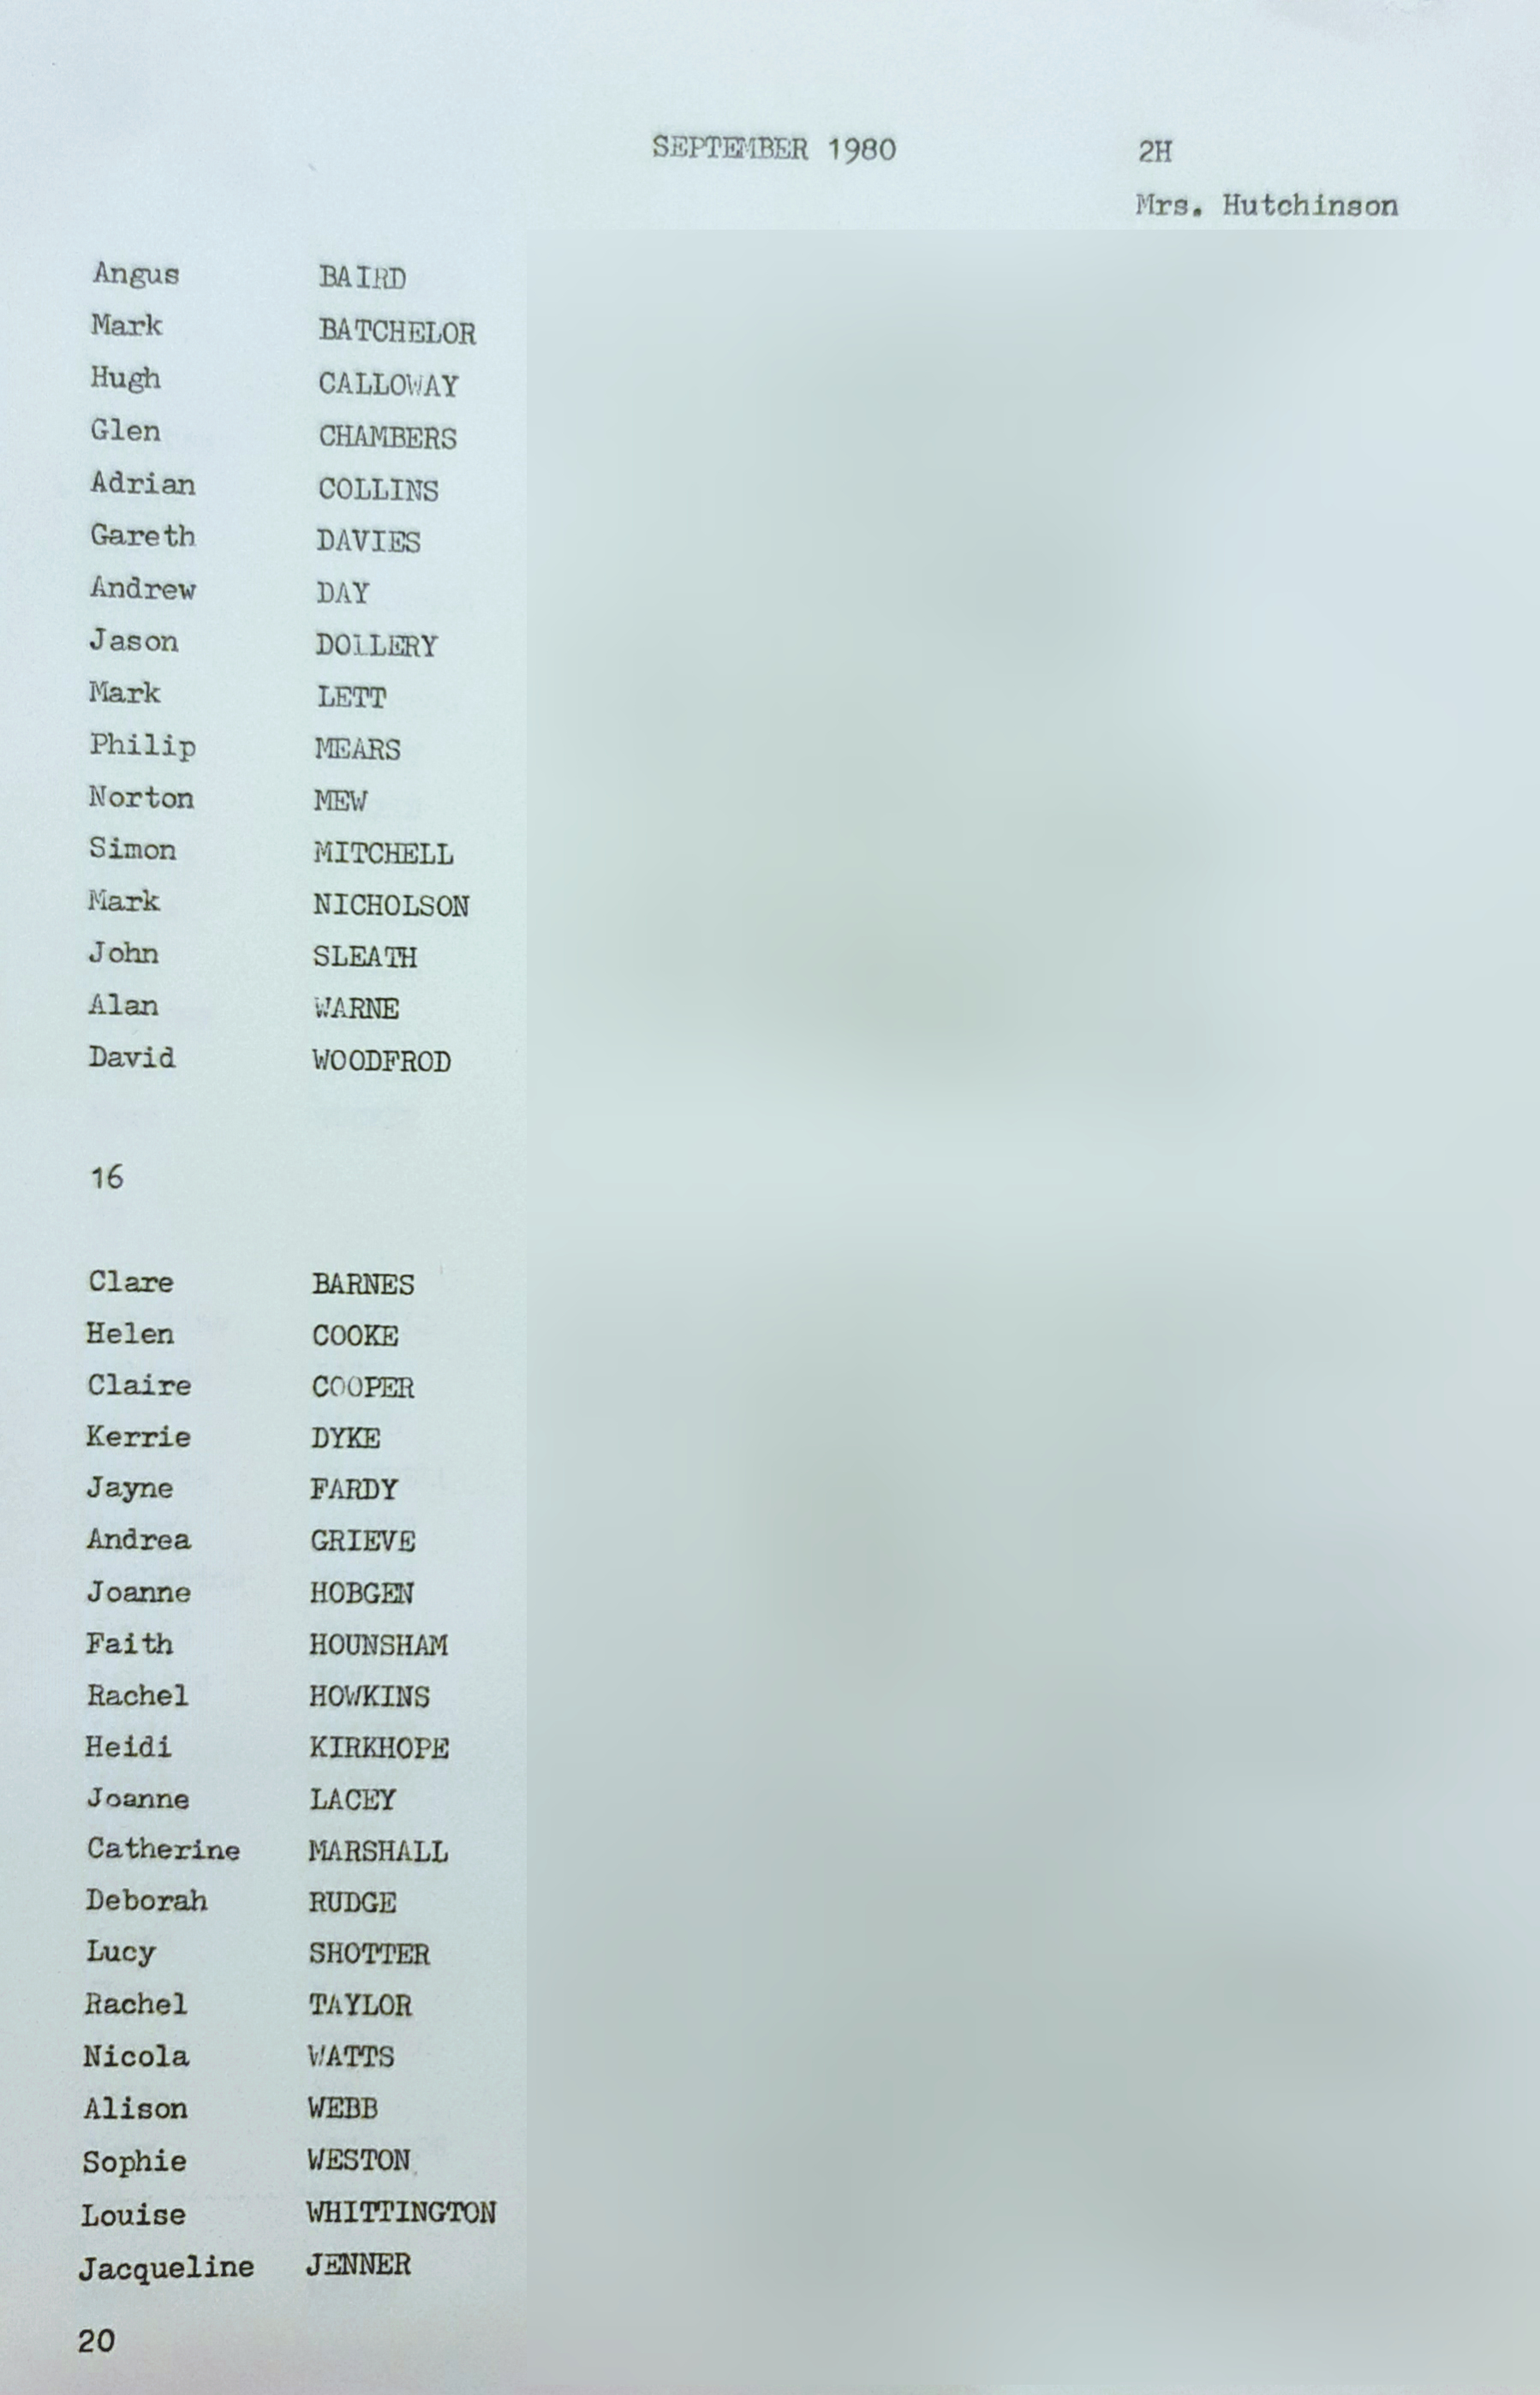 SEPTEMBER 1980 2H
Mrs. Hutchinson
Angus BAIRD
Mark BATCHELOR
Hugh CALLOWAY
Glen CHAMBERS
Adrian COLLINS
Gareth DAVIES
Andrew DAY
Jason DOLLERY
Mark LETT
Philip MEARS
Norton MEW
Simon MITCHELL
Mark NICHOLSON
John SLEATH
Alan WARNE
David WOODFROD
16
Clare BARNES
Helen COOKE
Claire COOPER
Kerrie DYKE
Jayne FARDY
Andrea GRIEVE
Joanne HOBGEN
Faith HOUNSHAM
Rachel HOWKINS
Heidi KIRKHOPE
Joanne LACEY
Catherine MARSHALL
Deborah RUDGE
Lucy SHOTTER
Rachel TAYLOR
Nicola WATTS
Alison WEBB
Sophie WESTON
Louise WHITTINGTON
Jacqueline JENNER
20